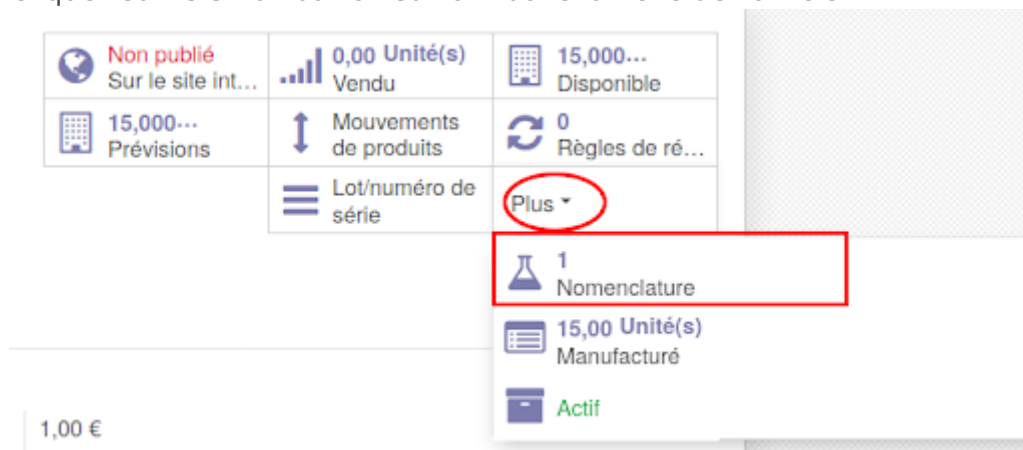 Non publié
Sur le site int...
0,00 Unité(s)
Vendu
15,000...
Disponible
15,000...
Prévisions
Mouvements
de produits
0
Règles de ré...
Lot/numéro de
série
Plus
1
Nomenclature
15,00 Unité(s)
Manufacturé
Actif
1,00 €